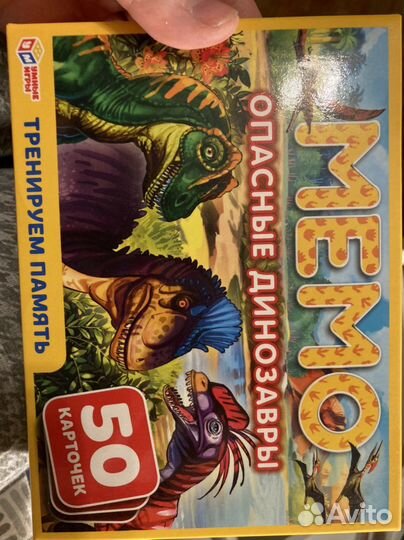 УМНЫЕ
ИГРЫ
МЕМО
ОПАСНЫЕ ДИНОЗАВРЫ
ТРЕНИРУЕМ ПАМЯТЬ
50
КАРТОЧЕК
Avito